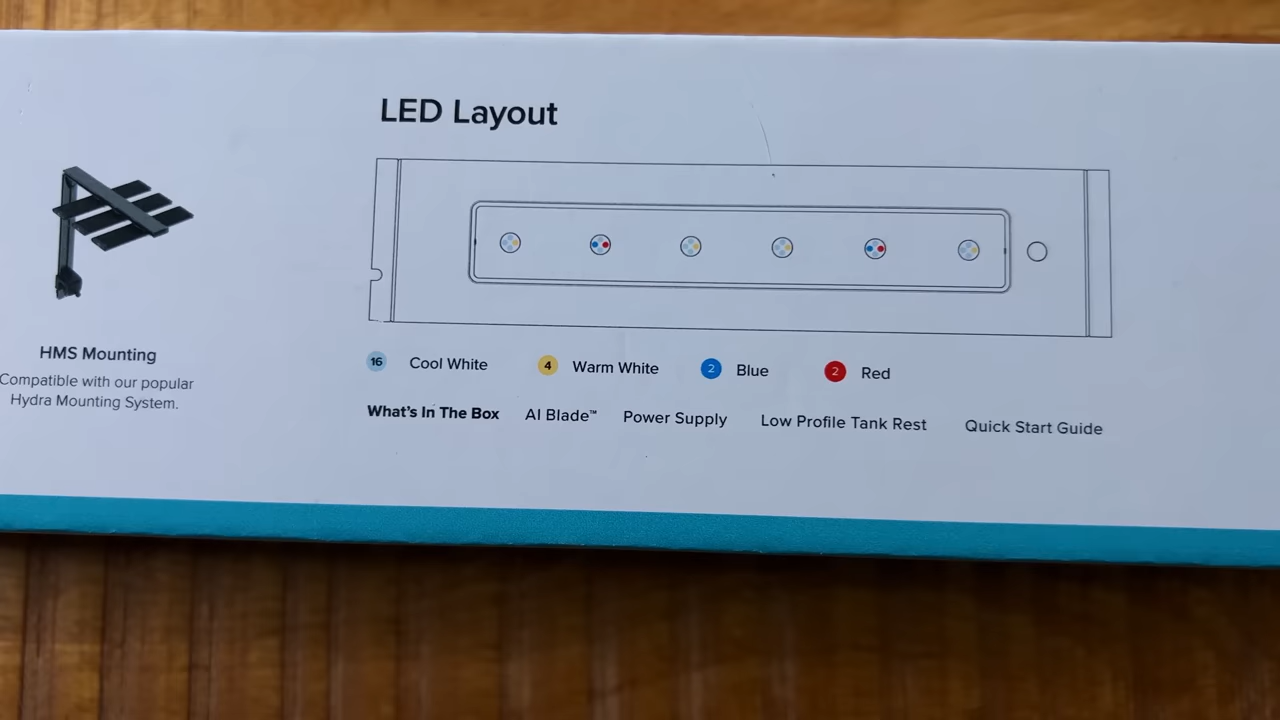 LED Layout
HMS Mounting
Compatible with our popular
Hydra Mounting System.
16 Cool White 4 Warm White 2 Blue 2 Red
What's In The Box AI Blade™ Power Supply Low Profile Tank Rest Quick Start Guide